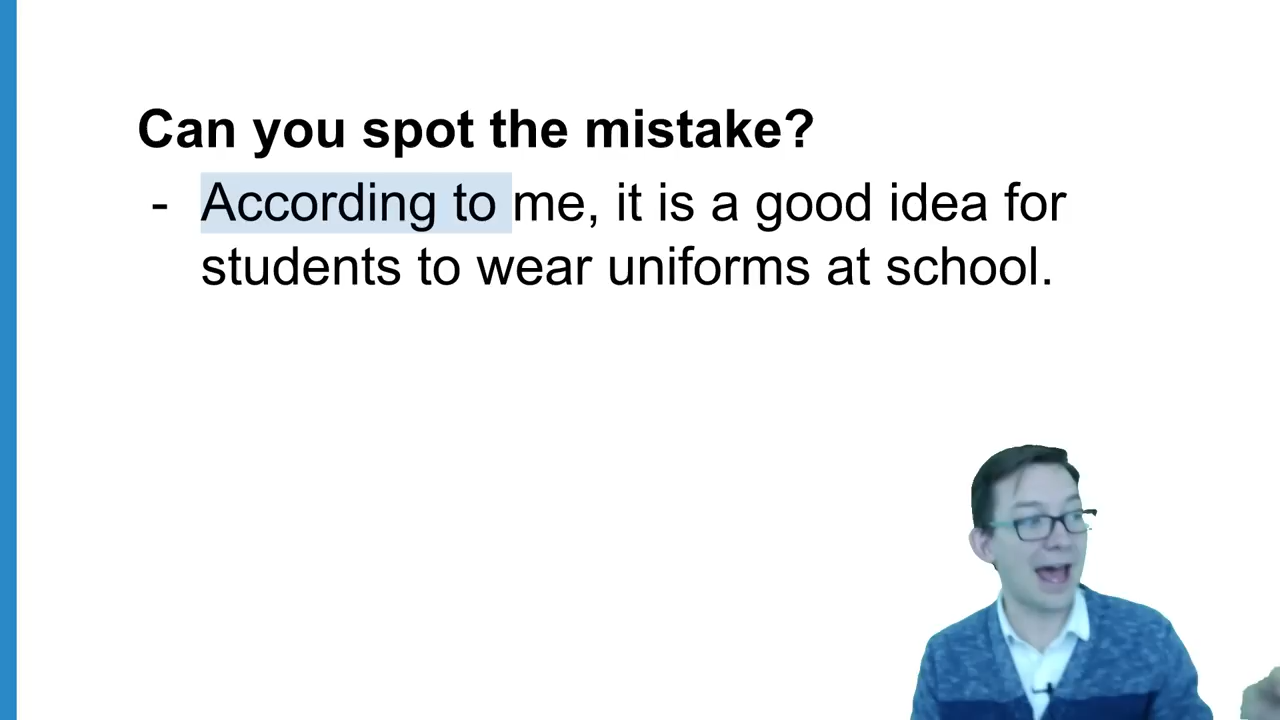 Can you spot the mistake?
- According to me, it is a good idea for
students to wear uniforms at school.